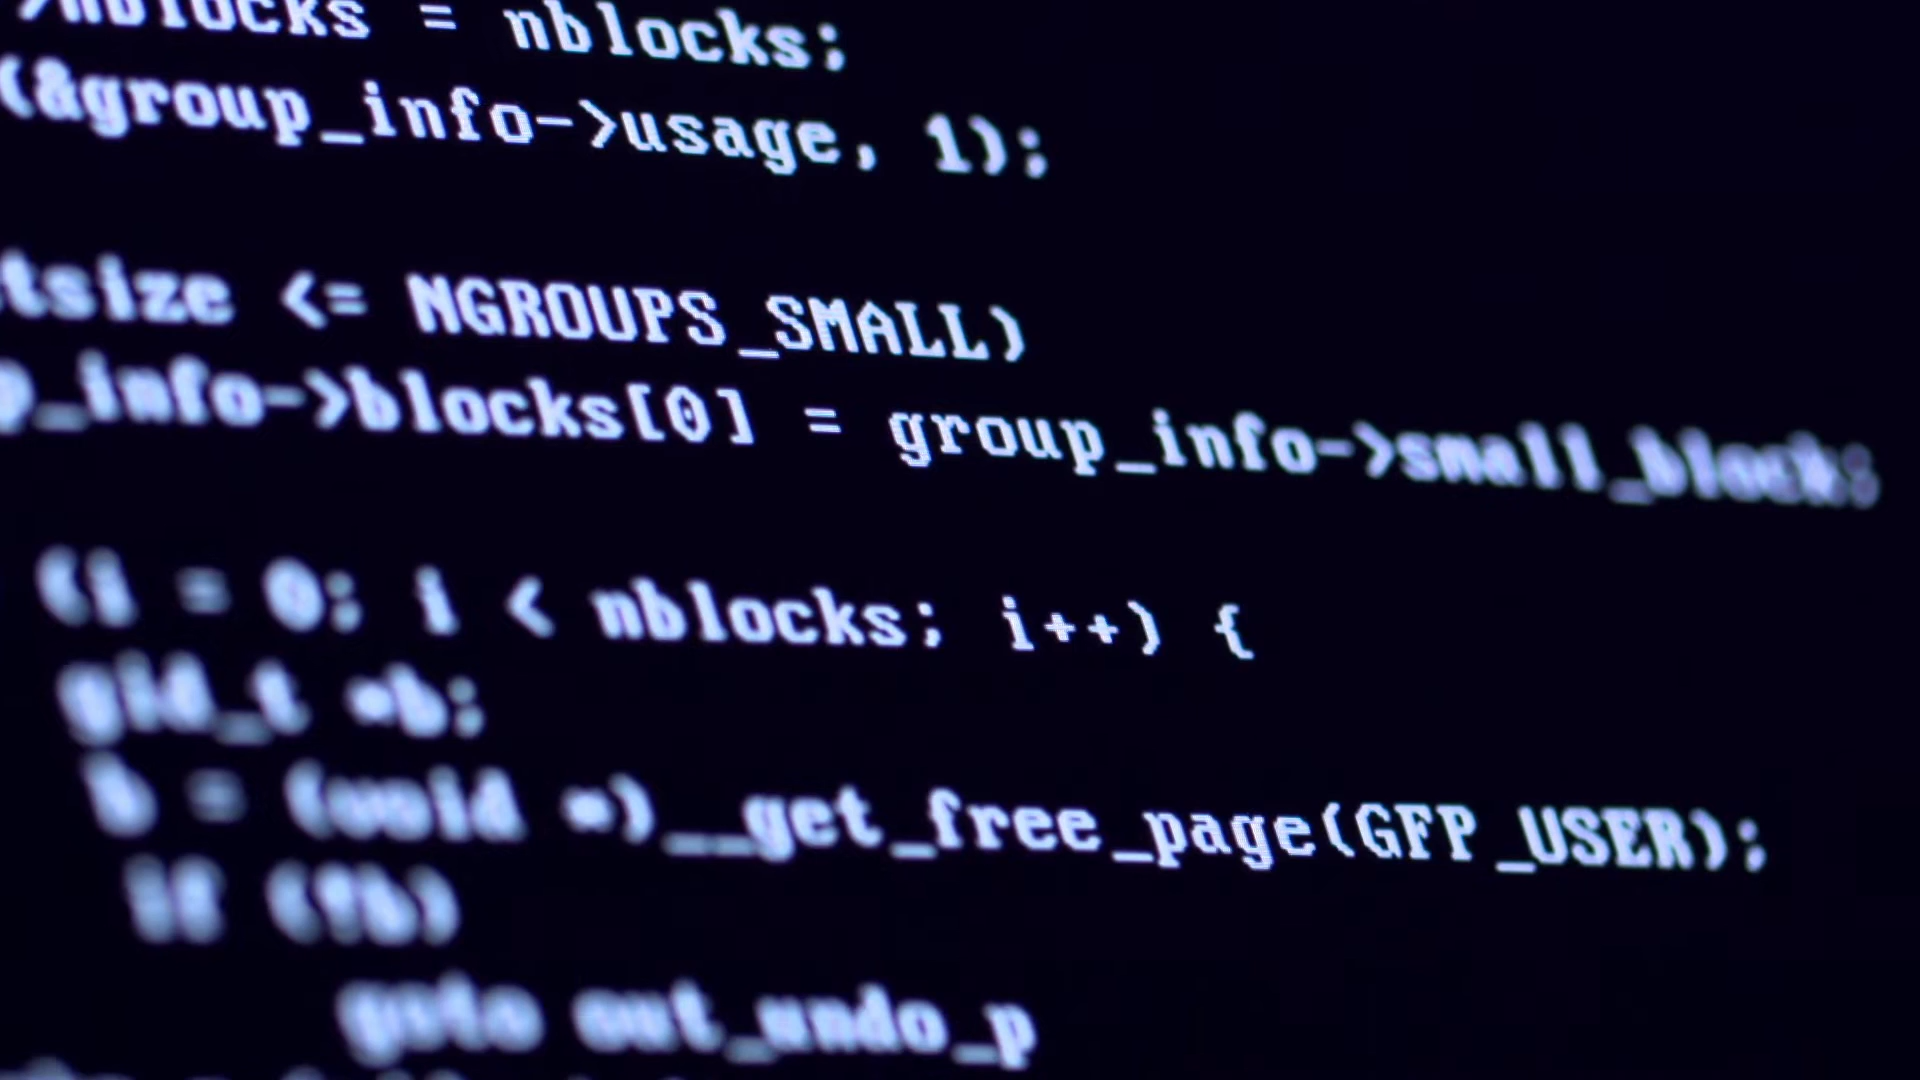 >nblocks = nblocks;
(&group_info->usage, 1);
tsize <= NGROUPS_SMALL)
p_info->blocks[0] = group_info->small_block;
(i = 0; i < nblocks; i++) {
gid_t *b;
b = (void *)__get_free_page(GFP_USER);
if (!b)
goto out_undo_p